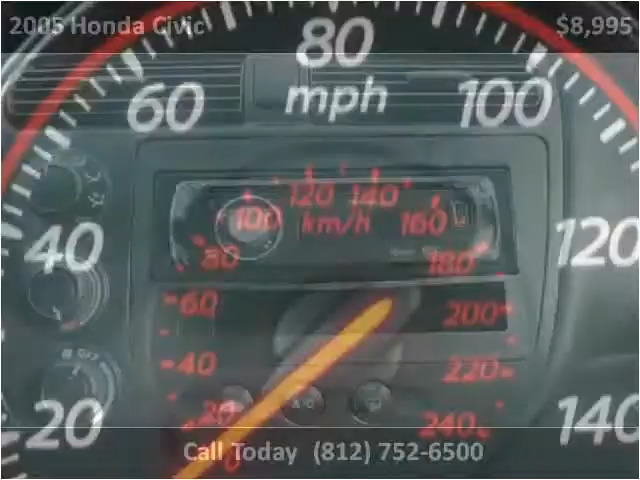 2005 Honda Civic $8,995
80
mph
60 100
120 140
100 km/h 160
40 80 180 120
60 200
40 220
20 20 240 140
A/C
0
Call Today (812) 752-6500